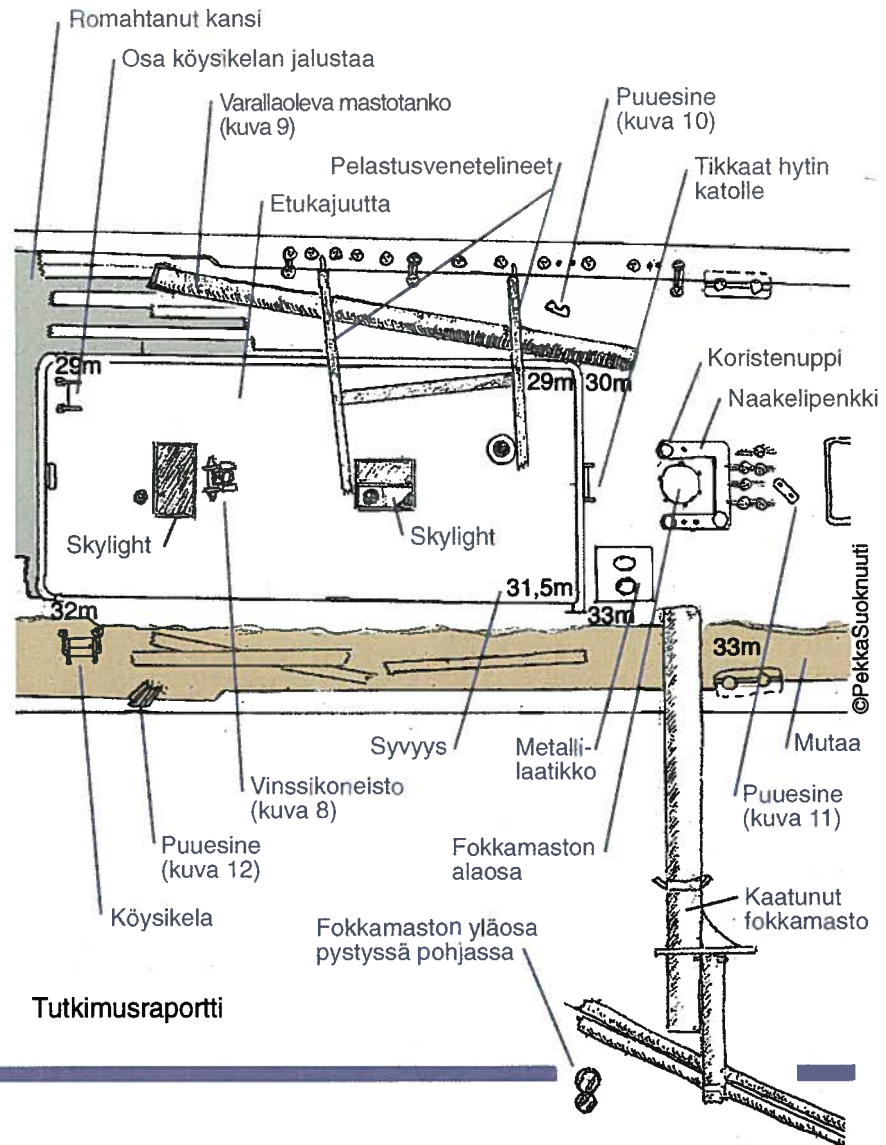 Romahtanut kansi
Osa köysikelan jalustaa
Varallaoleva mastotanko
(kuva 9)
Puuesine
(kuva 10)
Pelastusvenetelineet
Tikkaat hytin
katolle
Etukajuutta
29m
29m
30m
Koristenuppi
Naakelipenkki
Skylight
Skylight
31,5m
32m
33m
33m
©PekkaSuoknuuti
Syvyys
Metalli-
laatikko
Mutaa
Vinssikoneisto
(kuva 8)
Puuesine
(kuva 11)
Puuesine
(kuva 12)
Fokkamaston
alaosa
Kaatunut
fokkamasto
Köysikela
Fokkamaston yläosa
pystyssä pohjassa
Tutkimusraportti